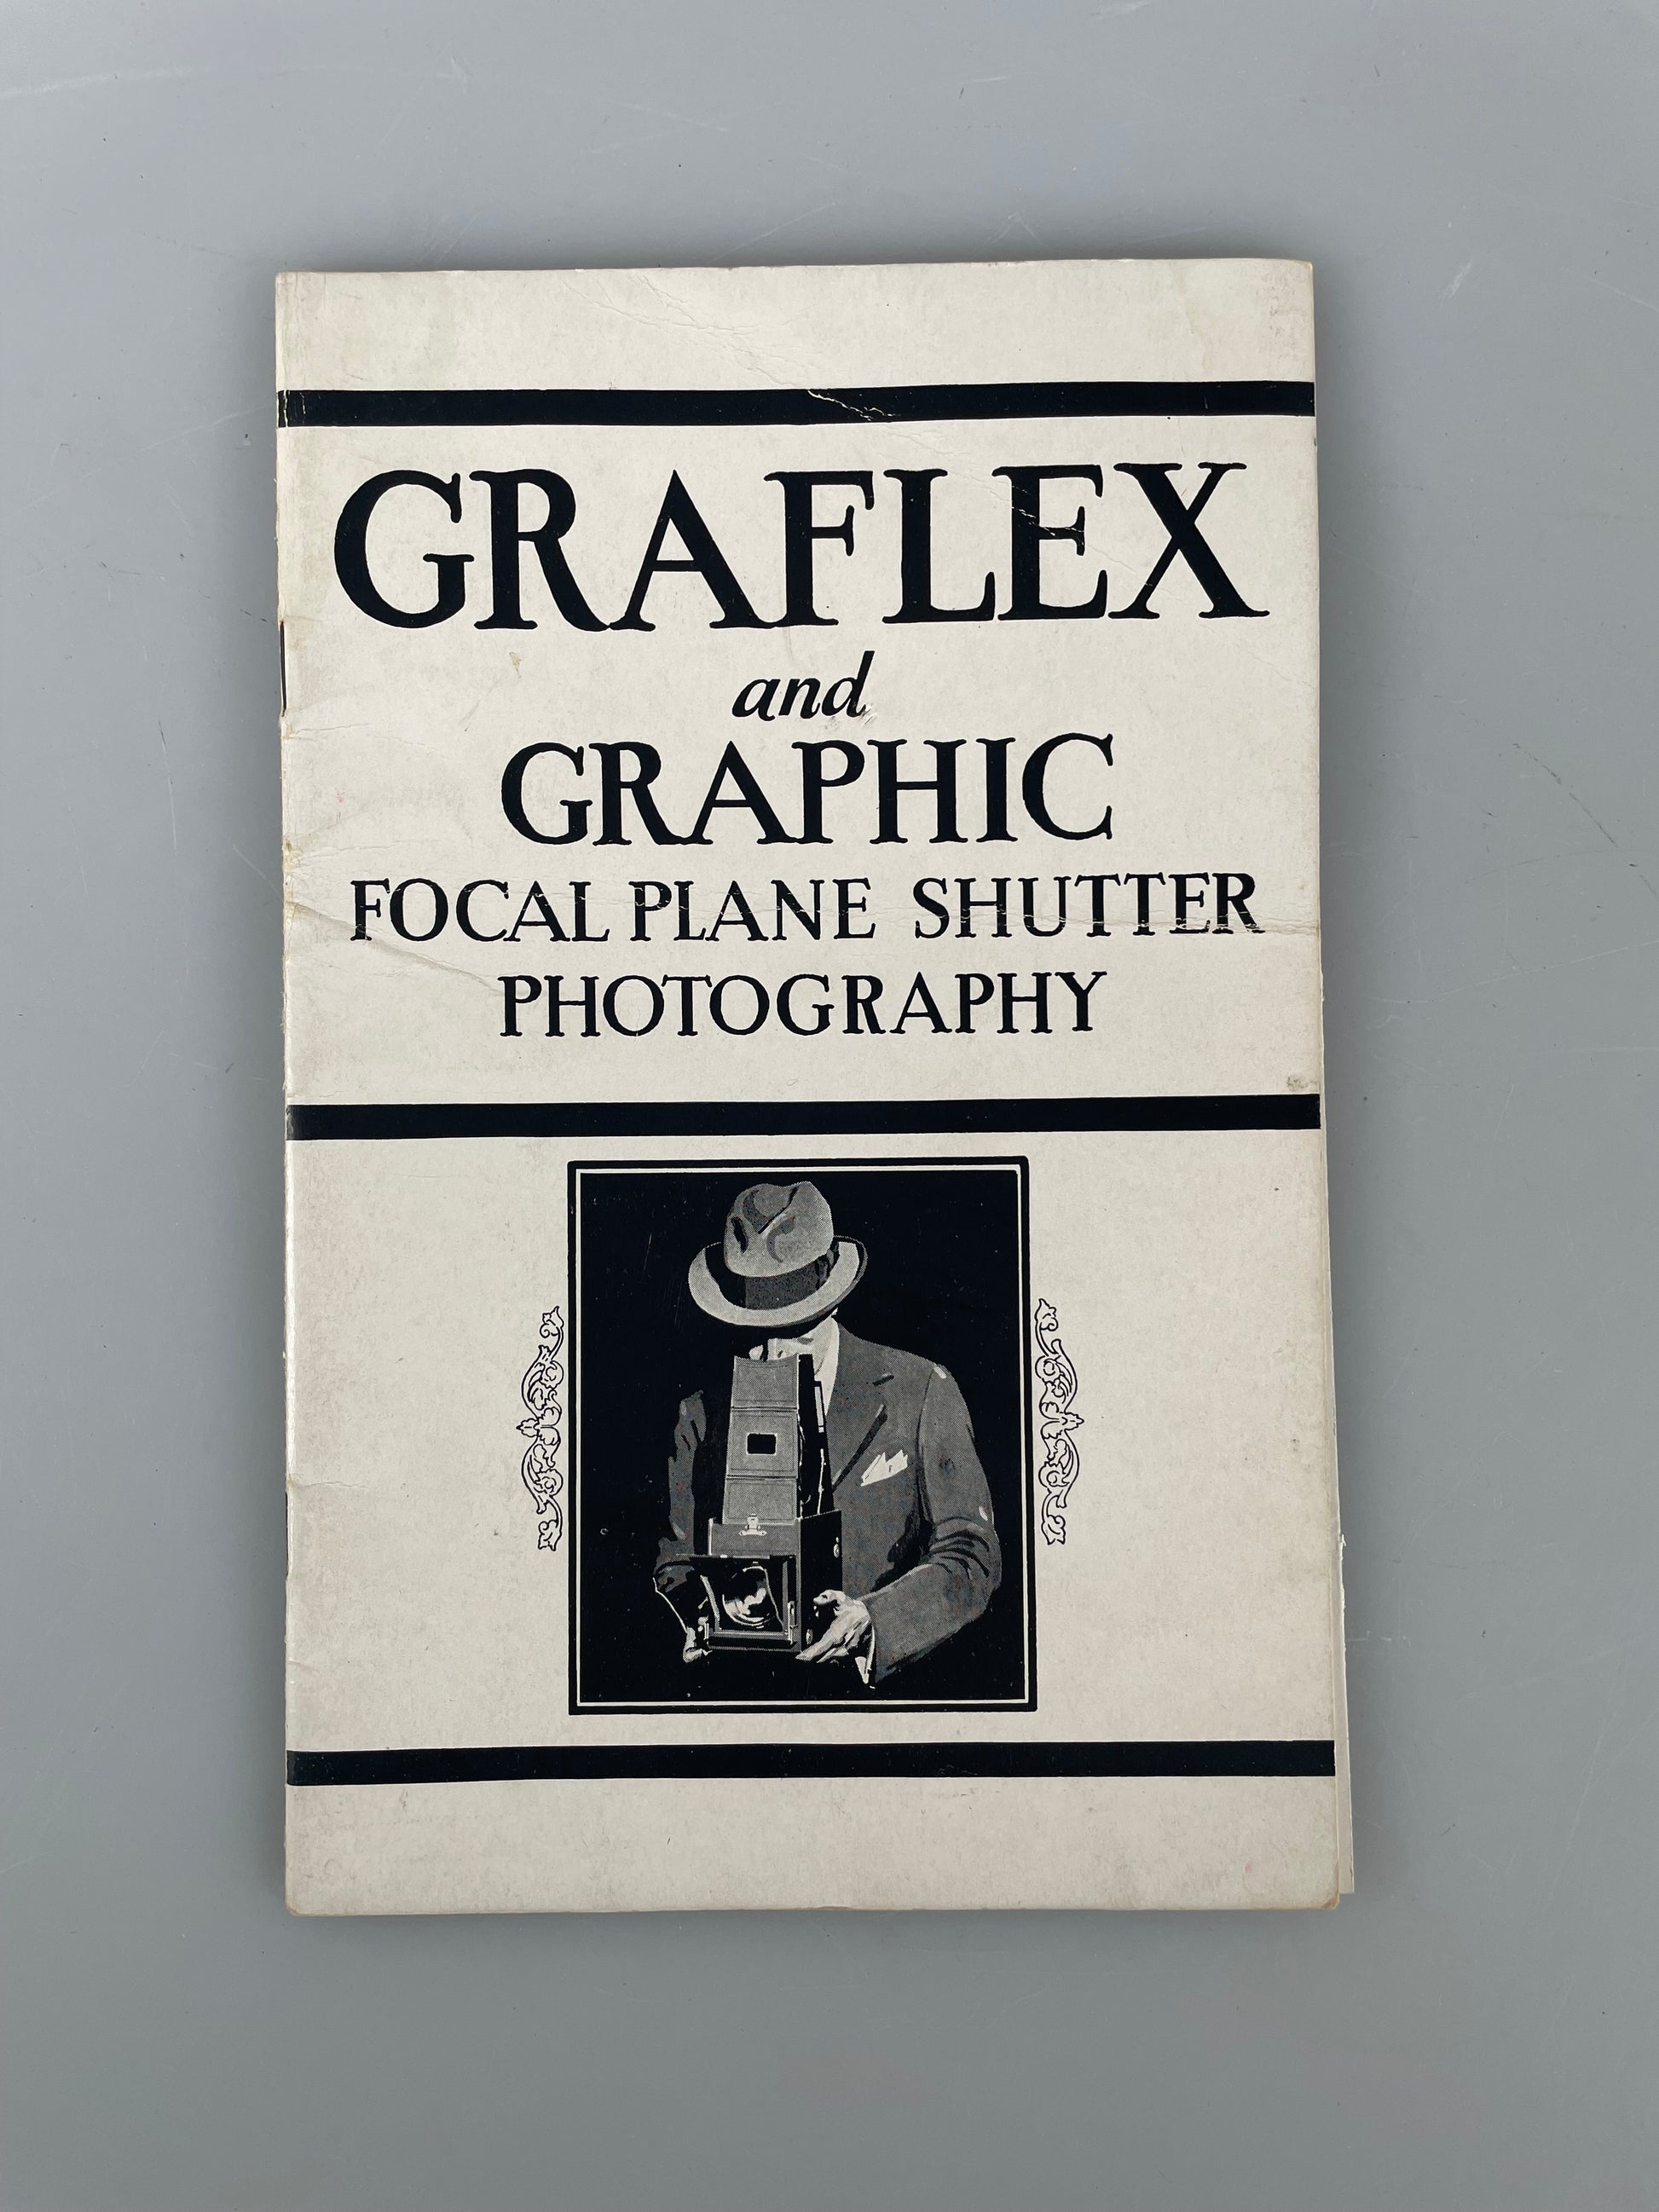 GRAFLEX
and
GRAPHIC
FOCAL PLANE SHUTTER
PHOTOGRAPHY